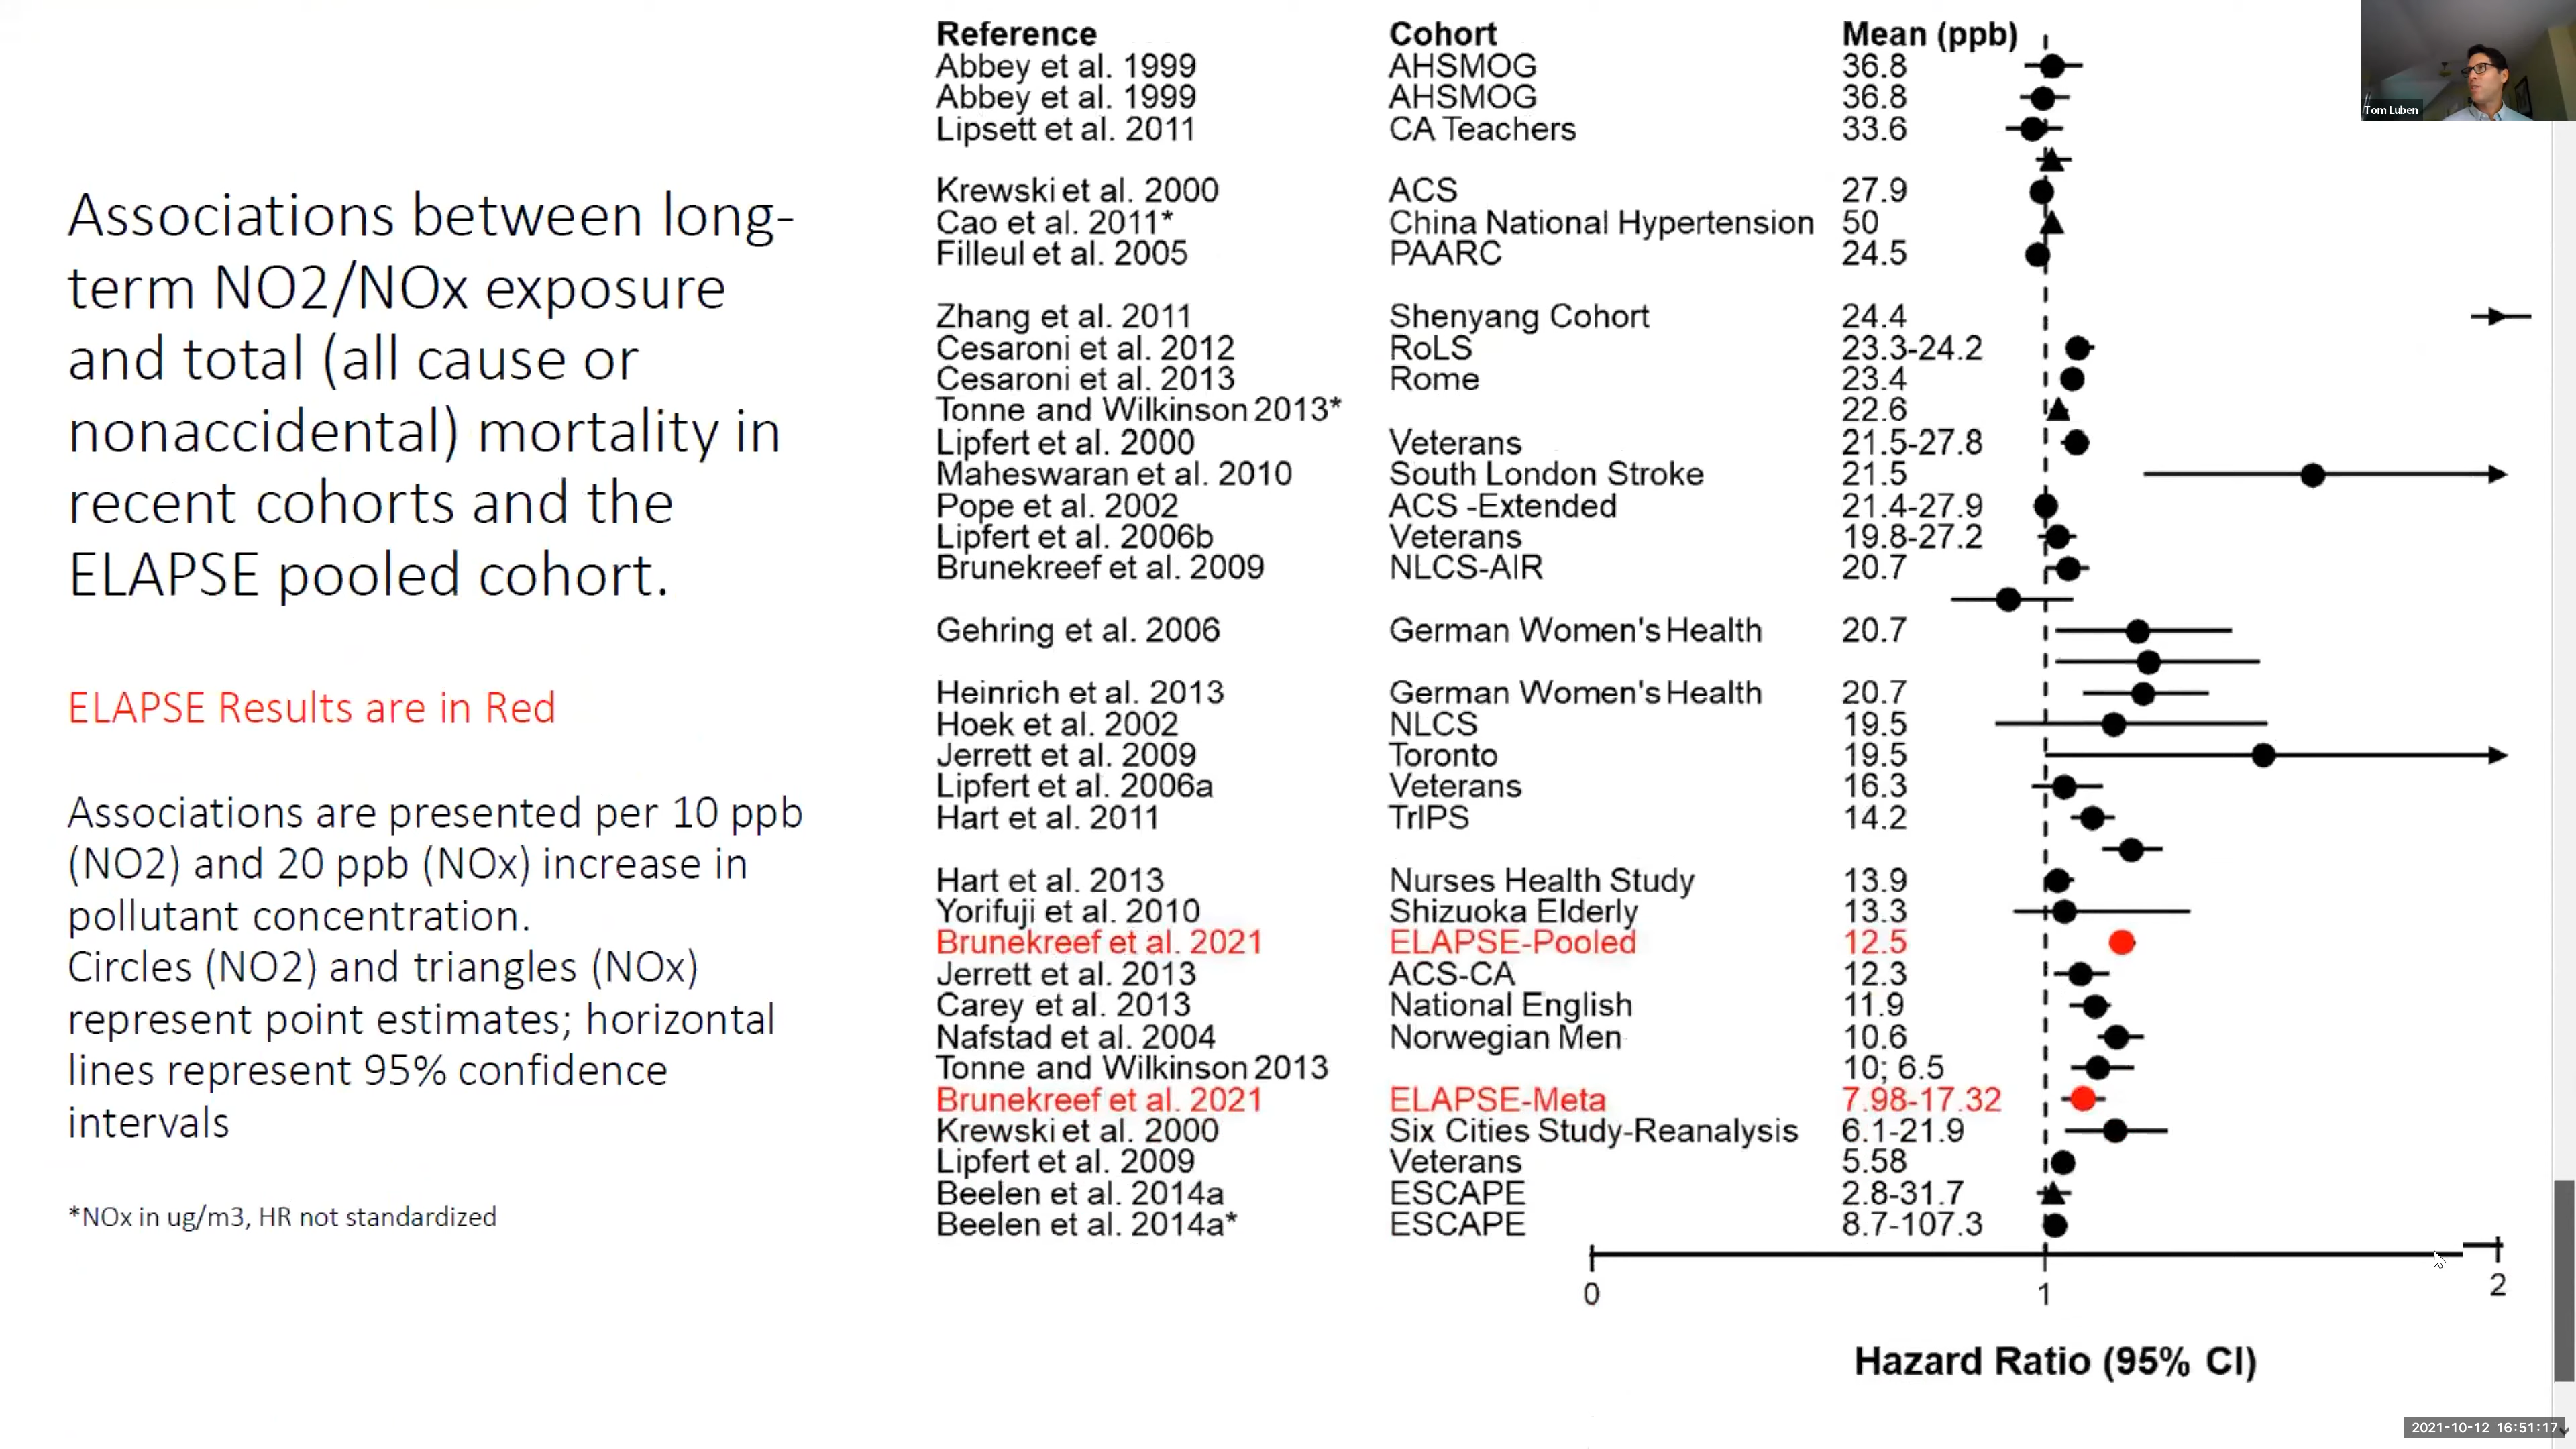 Associations between long-
term NO2/NOx exposure
and total (all cause or
nonaccidental) mortality in
recent cohorts and the
ELAPSE pooled cohort.
ELAPSE Results are in Red
Associations are presented per 10 ppb
(NO2) and 20 ppb (NOx) increase in
pollutant concentration.
Circles (NO2) and triangles (NOx)
represent point estimates; horizontal
lines represent 95% confidence
intervals
*NOx in ug/m3, HR not standardized
Reference Cohort Mean (ppb)
Abbey et al. 1999 AHSMOG 36.8
Abbey et al. 1999 AHSMOG 36.8
Lipsett et al. 2011 CA Teachers 33.6
Krewski et al. 2000 ACS 27.9
Cao et al. 2011* China National Hypertension 50
Filleul et al. 2005 PAARC 24.5
Zhang et al. 2011 Shenyang Cohort 24.4
Cesaroni et al. 2012 RoLS 23.3-24.2
Cesaroni et al. 2013 Rome 23.4
Tonne and Wilkinson 2013* 22.6
Lipfert et al. 2000 Veterans 21.5-27.8
Maheswaran et al. 2010 South London Stroke 21.5
Pope et al. 2002 ACS -Extended 21.4-27.9
Lipfert et al. 2006b Veterans 19.8-27.2
Brunekreef et al. 2009 NLCS-AIR 20.7
Gehring et al. 2006 German Women's Health 20.7
Heinrich et al. 2013 German Women's Health 20.7
Hoek et al. 2002 NLCS 19.5
Jerrett et al. 2009 Toronto 19.5
Lipfert et al. 2006a Veterans 16.3
Hart et al. 2011 TrIPS 14.2
Hart et al. 2013 Nurses Health Study 13.9
Yorifuji et al. 2010 Shizuoka Elderly 13.3
Brunekreef et al. 2021 ELAPSE-Pooled 12.5
Jerrett et al. 2013 ACS-CA 12.3
Carey et al. 2013 National English 11.9
Nafstad et al. 2004 Norwegian Men 10.6
Tonne and Wilkinson 2013 10; 6.5
Brunekreef et al. 2021 ELAPSE-Meta 7.98-17.32
Krewski et al. 2000 Six Cities Study-Reanalysis 6.1-21.9
Lipfert et al. 2009 Veterans 5.58
Beelen et al. 2014a ESCAPE 2.8-31.7
Beelen et al. 2014a* ESCAPE 8.7-107.3
0 1 2
Hazard Ratio (95% CI)
Tom Luben
2021-10-12 16:51:17